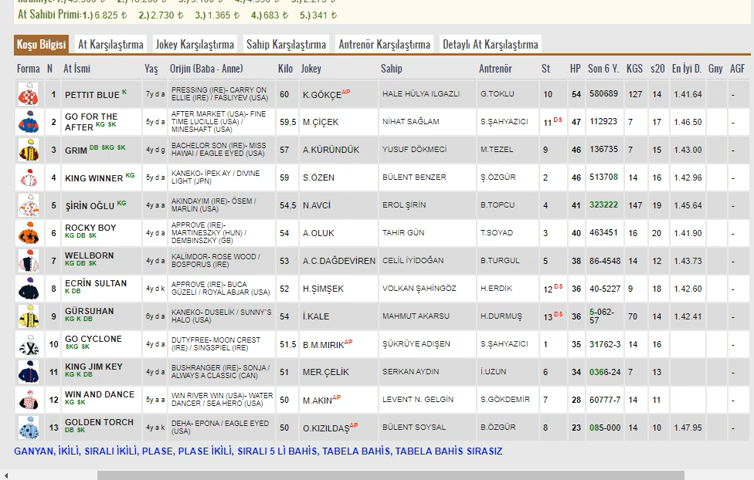 At Sahibi Primi:1.) 6.825 ₺ 2.) 2.730 ₺ 3.) 1.365 ₺ 4.) 683 ₺ 5.) 341 ₺
Koşu Bilgisi At Karşılaştırma Jokey Karşılaştırma Sahip Karşılaştırma Antrenör Karşılaştırma Detaylı At Karşılaştırma
Forma N At İsmi Yaş Orijin (Baba - Anne) Kilo Jokey Sahip Antrenör St HP Son 6 Y. KGS s20 En İyi D. Gny AGF
1 PETTIT BLUE K 7y d a PRESSING (IRE)- CARRY ON ELLIE (IRE) / FASLIYEV (USA) 60 K.GÖKÇE AP HALE HÜLYA ILGAZLI G.TOKLU 10 54 580689 127 14 1.41.64
2 GO FOR THE AFTER KG SK 5y d a AFTER MARKET (USA)- FINE TIME LUCILLE (USA) / MINESHAFT (USA) 59,5 M.ÇİÇEK NİHAT SAĞLAM S.ŞAHYAZICI 11 DS 47 112923 7 17 1.46.50
3 GRIM DB SKG SK 4y d g BACHELOR SON (IRE)- MISS HAWAI / EAGLE EYED (USA) 57 A.KÜRÜNDÜK YUSUF DÖKMECİ M.TEZEL 9 46 136735 7 15 1.43.00
4 KING WINNER KG 5y d a KANEKO- İPEK AY / DIVINE LIGHT (JPN) 59 S.ÖZEN BÜLENT BENZER Ş.ÖZGÜR 2 46 513708 14 16 1.42.96
5 ŞİRİN OĞLU KG 5y a a AKINDAYIM (IRE)- ÖSEM / MARLIN (USA) 54,5 N.AVCİ EROL ŞİRİN B.TOPCU 4 41 323222 147 19 1.45.64
6 ROCKY BOY KG DB SK 4y d a APPROVE (IRE)- MARTINESZKY (HUN) / DEMBINSZKY (GB) 54 A.OLUK TAHİR GÜN T.SOYAD 3 40 463451 16 20 1.41.90
7 WELLBORN KG DB SK 4y d a KALİMDOR- ROSE WOOD / BOSPORUS (IRE) 53 A.C.DAĞDEVİREN CELİL İYİDOĞAN B.TURGUL 5 38 86-4548 14 12 1.43.73
8 ECRİN SULTAN K DB 4y d k APPROVE (IRE)- BUCA GÜZELİ / ROYAL ABJAR (USA) 52 H.ŞİMŞEK VOLKAN ŞAHİNGÖZ H.ERDİK 12 DS 36 40-5227 9 18 1.42.60
9 GÜRSUHAN KG K DB 8y d a KANEKO- DUSELİK / SUNNY'S HALO (USA) 54 İ.KALE MAHMUT AKARSU H.DURMUŞ 13 DS 36 5-062-57 70 14 1.42.41
10 GO CYCLONE KG SK 4y d a DUTYFREE- MOON CREST (IRE) / SINGSPIEL (IRE) 51,5 B.M.MIRIK AP ŞÜKRÜYE ADIŞEN S.ŞAHYAZICI 1 35 31762-3 14 16
11 KING JIM KEY KG K DB 4y d a BUSHRANGER (IRE)- SONJA / ALWAYS A CLASSIC (CAN) 51 MER.ÇELİK SERKAN AYDIN İ.UZUN 6 34 0366-24 7 13
12 WIN AND DANCE KG SK 5y a a WIN RIVER WIN (USA)- WATER DANCER / SEA HERO (USA) 50 M.AKIN AP LEVENT N. GELGİN S.GÖKDEMİR 7 28 60777-7 14 11
13 GOLDEN TORCH DB SK 4y a k DEHA- EPONA / EAGLE EYED (USA) 50 O.KIZILDAŞ AP BÜLENT SOYSAL B.ÖZGÜR 8 23 085-000 14 10 1.47.95
GANYAN, İKİLİ, SIRALI İKİLİ, PLASE, PLASE İKİLİ, SIRALI 5 Lİ BAHİS, TABELA BAHİS, TABELA BAHİS SIRASIZ